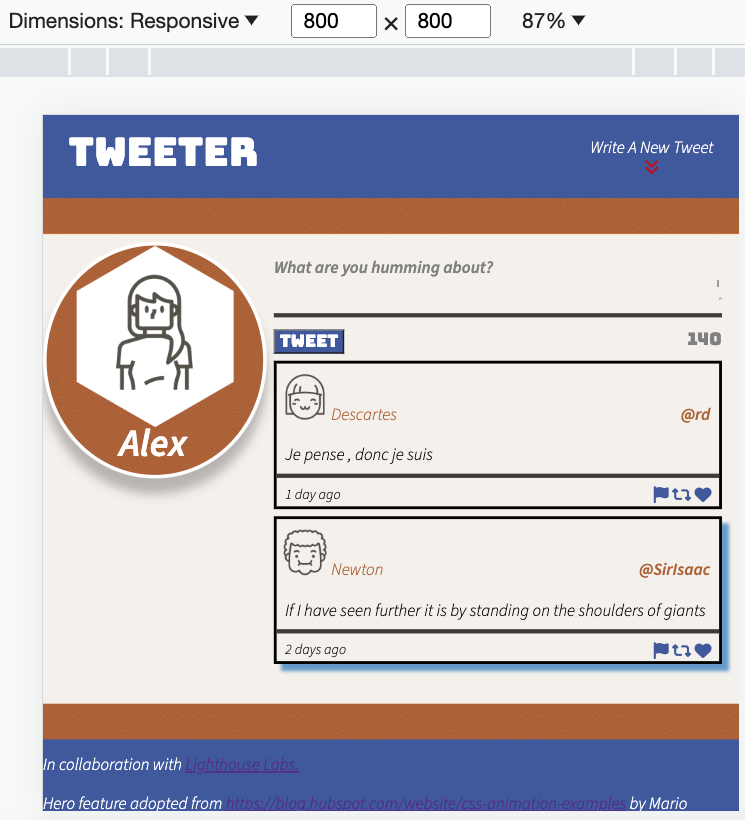 Dimensions: Responsive ▼ 800 × 800 87% ▼
TWEETER
Write A New Tweet
What are you humming about?
TWEET 140
Alex
Descartes @rd
Je pense , donc je suis
1 day ago
Newton @SirIsaac
If I have seen further it is by standing on the shoulders of giants
2 days ago
In collaboration with Lighthouse Labs.
Hero feature adopted from https://blog.hubspot.com/website/css-animation-examples by Mario